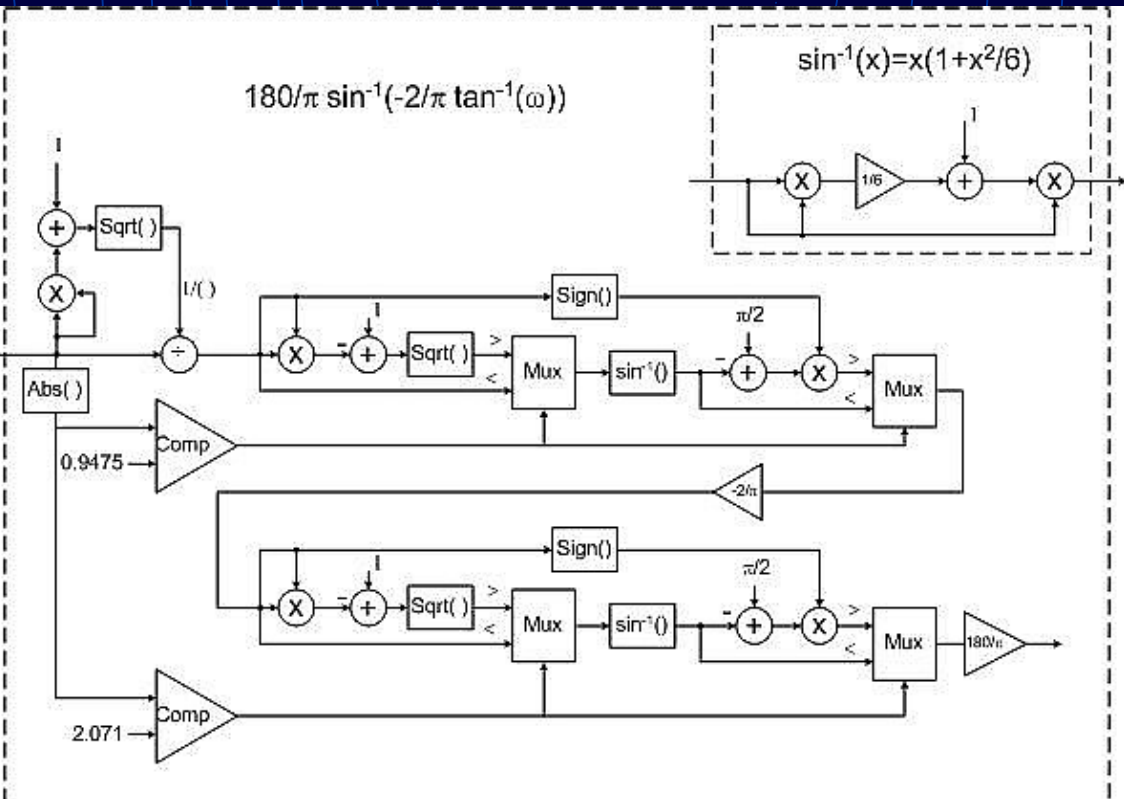 sin⁻¹(x)=x(1+x²/6)
180/π sin⁻¹(-2/π tan⁻¹(ω))
1
1/6
+
X
X
1
+
Sqrt( )
X
1/( )
÷
Abs( )
Sign()
1
π/2
X
-
+
Sqrt( )
>
<
Mux
sin⁻¹()
-
+
X
>
<
Mux
Comp
0.9475
-2/π
Sign()
1
π/2
X
-
+
Sqrt( )
>
<
Mux
sin⁻¹()
-
+
X
>
<
Mux
180/π
Comp
2.071